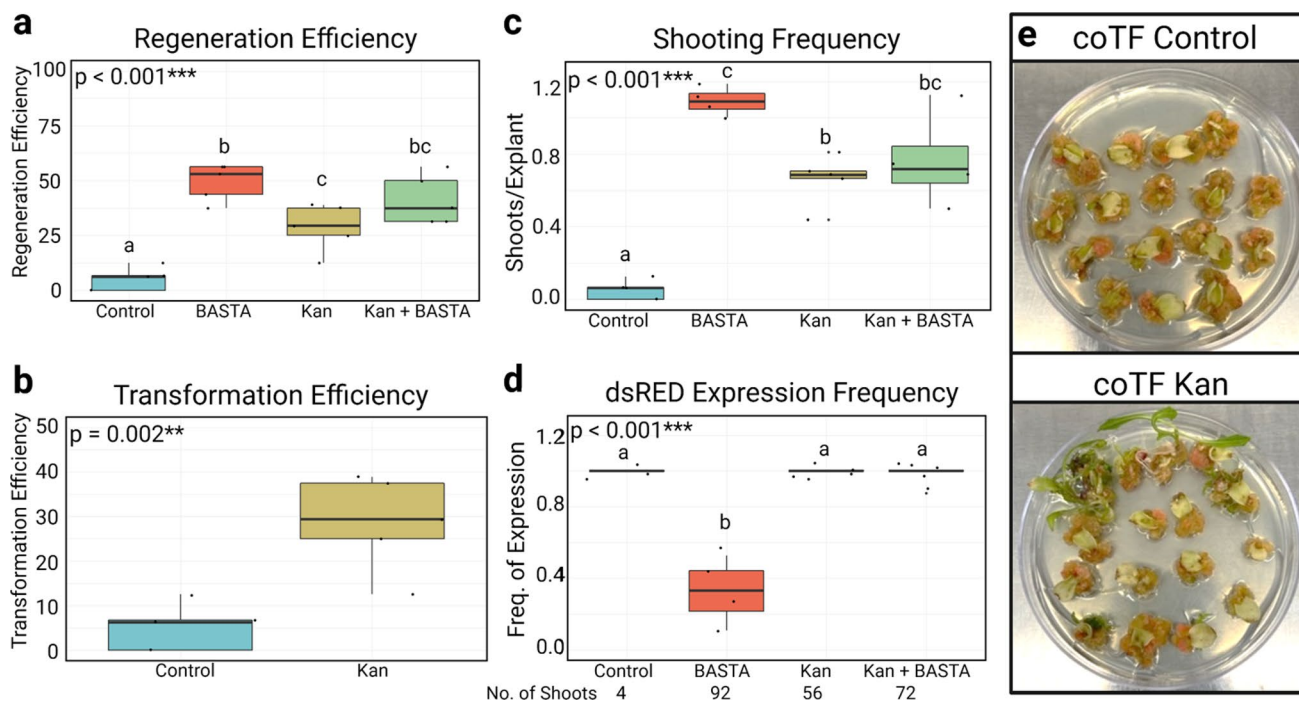 a
Regeneration Efficiency
p < 0.001***
Regeneration Efficiency
100
75
50
25
0
a
b
c
bc
Control BASTA Kan Kan + BASTA
b
Transformation Efficiency
p = 0.002**
Transformation Efficiency
50
40
30
20
10
0
Control Kan
c
Shooting Frequency
p < 0.001***
Shoots/Explant
1.2
0.8
0.4
0.0
a
c
b
bc
Control BASTA Kan Kan + BASTA
d
dsRED Expression Frequency
p < 0.001***
Freq. of Expression
1.2
0.8
0.4
0.0
a
b
a
a
Control BASTA Kan Kan + BASTA
No. of Shoots 4 92 56 72
e
coTF Control
coTF Kan